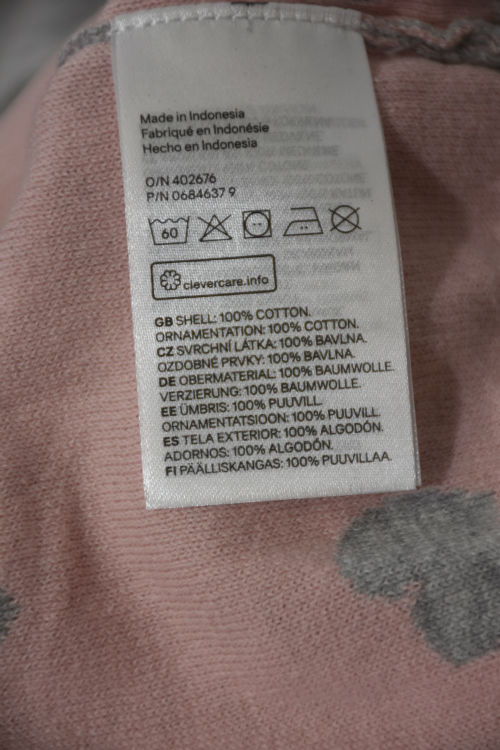 Made in Indonesia
Fabriqué en Indonésie
Hecho en Indonesia
O/N 402676
P/N 0684637 9
60
clevercare.info
GB SHELL: 100% COTTON.
ORNAMENTATION: 100% COTTON.
CZ SVRCHNÍ LÁTKA: 100% BAVLNA.
OZDOBNÉ PRVKY: 100% BAVLNA.
DE OBERMATERIAL: 100% BAUMWOLLE.
VERZIERUNG: 100% BAUMWOLLE.
EE ÜMBRIS: 100% PUUVILL.
ORNAMENTATSIOON: 100% PUUVILL.
ES TELA EXTERIOR: 100% ALGODÓN.
ADORNOS: 100% ALGODÓN.
FI PÄÄLLISKANGAS: 100% PUUVILLAA.